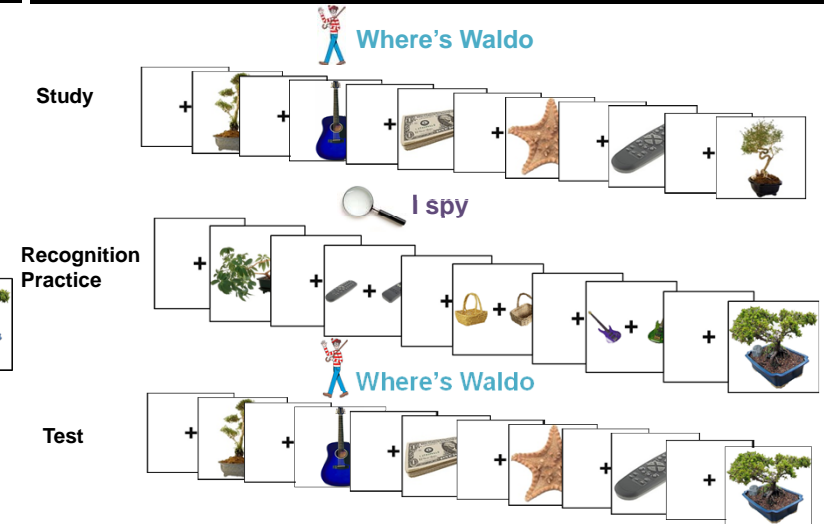 Where's Waldo
Study
I spy
Recognition
Practice
Where's Waldo
Test